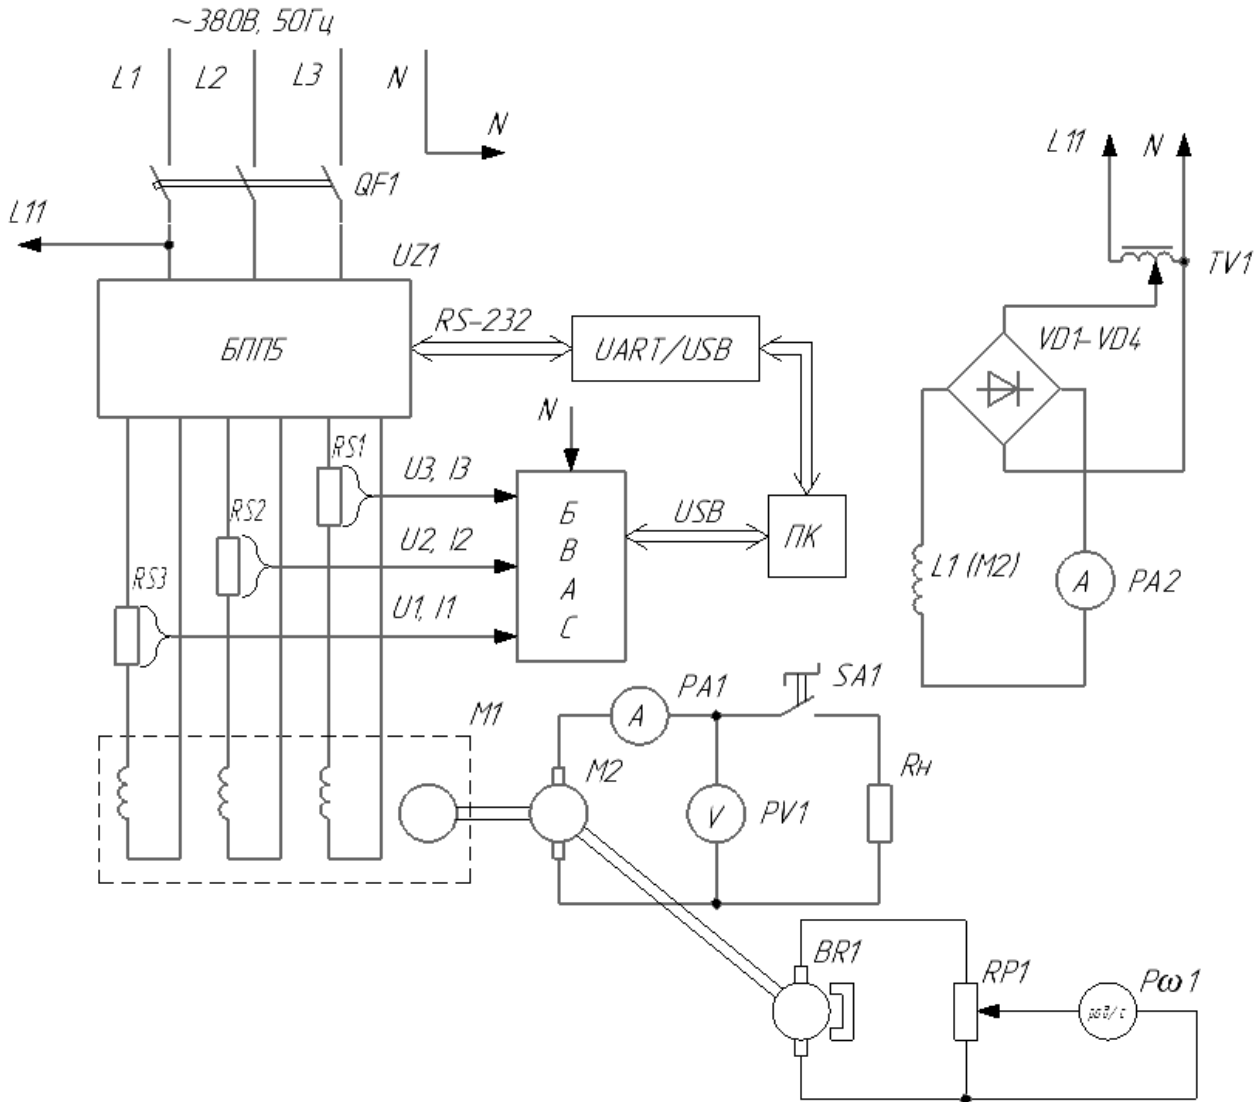 ~380В, 50Гц
L1
L2
L3
N
N
QF1
L11
L11
N
TV1
UZ1
БПП5
RS-232
UART/USB
VD1-VD4
N
RS1
U3, I3
RS2
U2, I2
RS3
U1, I1
Б
В
А
С
USB
ПК
L1 (M2)
A
PA2
M1
PA1
A
SA1
M2
V
PV1
Rн
BR1
RP1
Pω1
рад/с